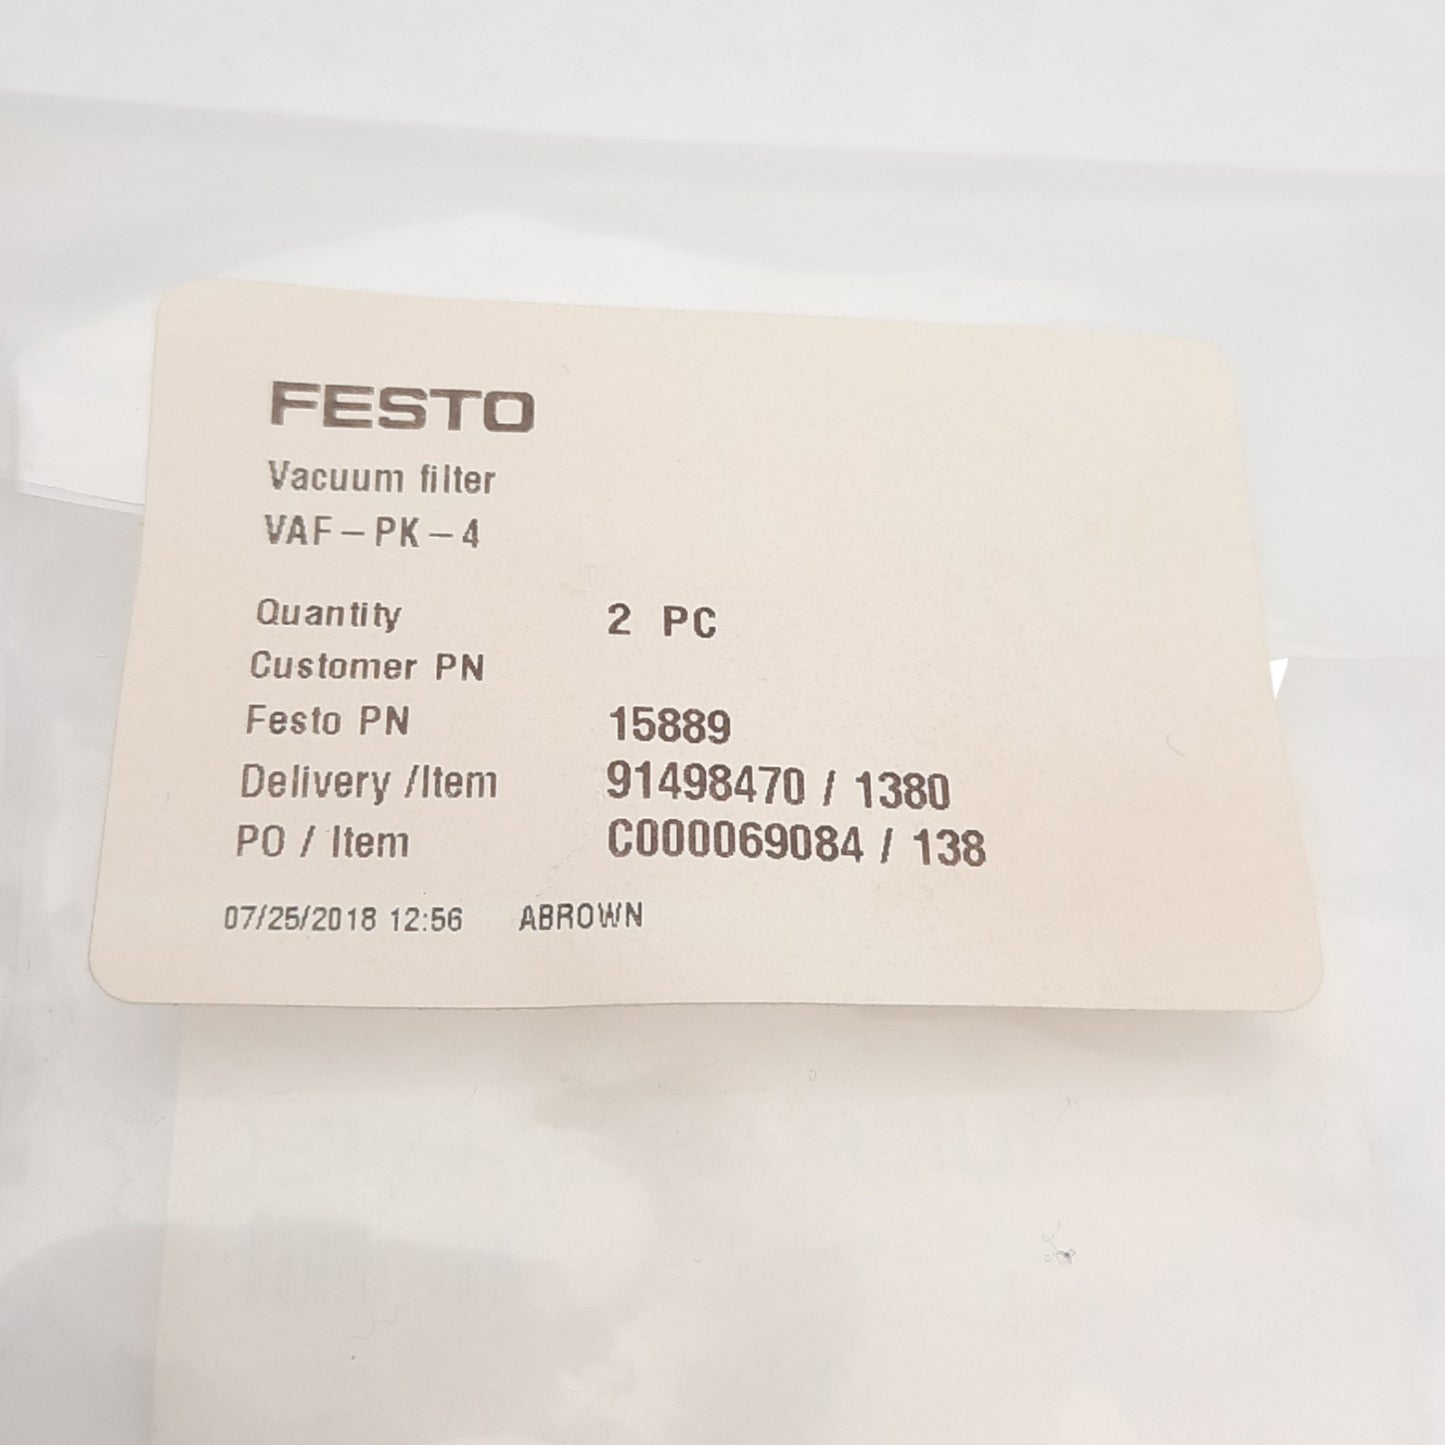 FESTO
Vacuum filter
VAF-PK-4
Quantity 2 PC
Customer PN
Festo PN 15889
Delivery /Item 91498470 / 1380
PO / Item C000069084 / 138
07/25/2018 12:56 ABROWN